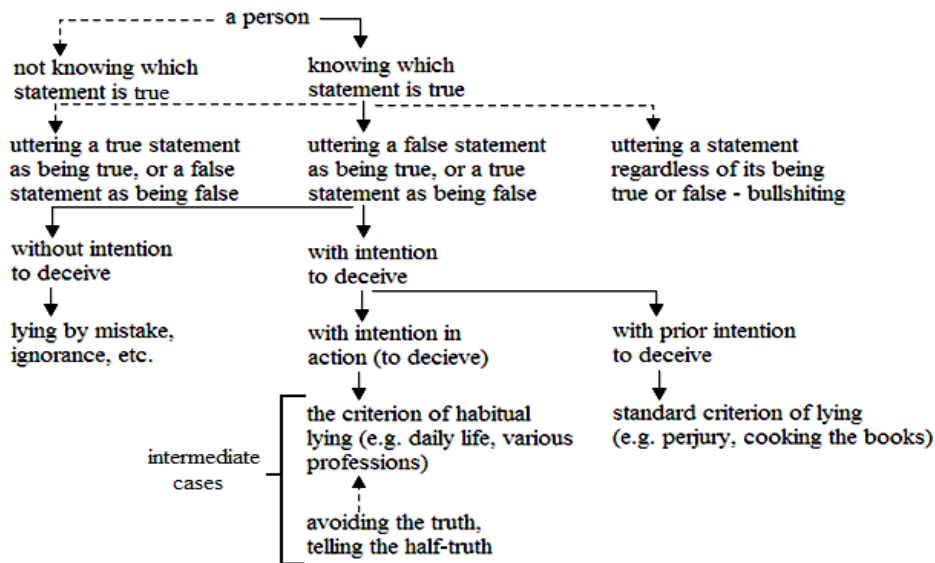 a person
not knowing which
statement is true
knowing which
statement is true
uttering a true statement
as being true, or a false
statement as being false
uttering a false statement
as being true, or a true
statement as being false
uttering a statement
regardless of its being
true or false - bullshiting
without intention
to deceive
with intention
to deceive
lying by mistake,
ignorance, etc.
with intention in
action (to decieve)
with prior intention
to deceive
intermediate
cases
the criterion of habitual
lying (e.g. daily life, various
professions)
standard criterion of lying
(e.g. perjury, cooking the books)
avoiding the truth,
telling the half-truth